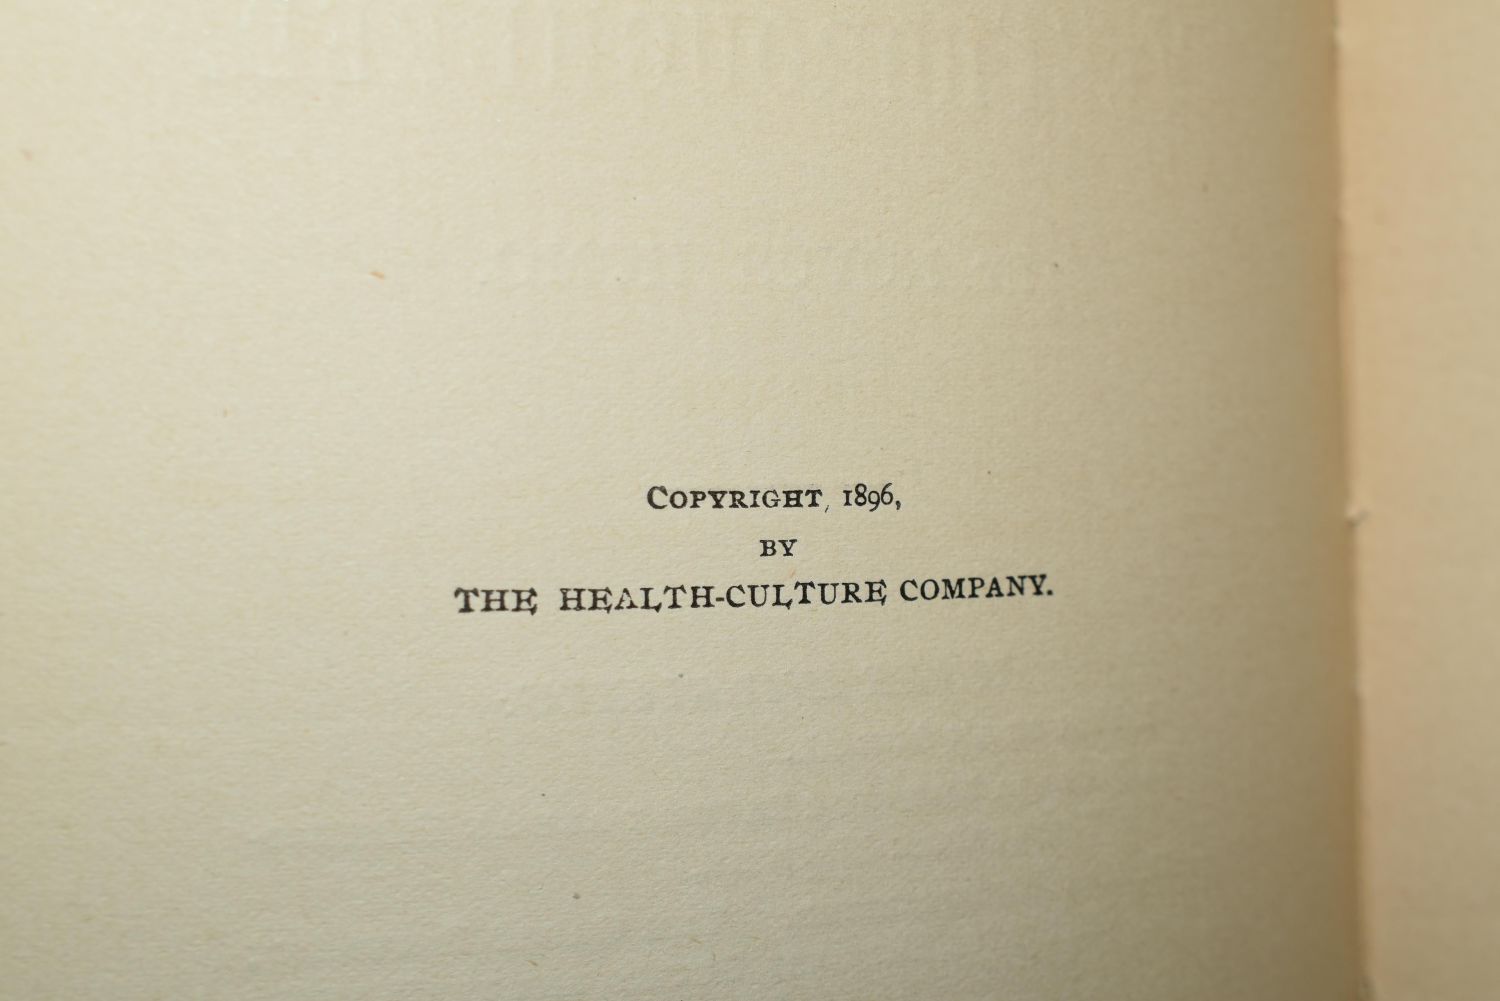 Copyright, 1896,
BY
THE HEALTH-CULTURE COMPANY.